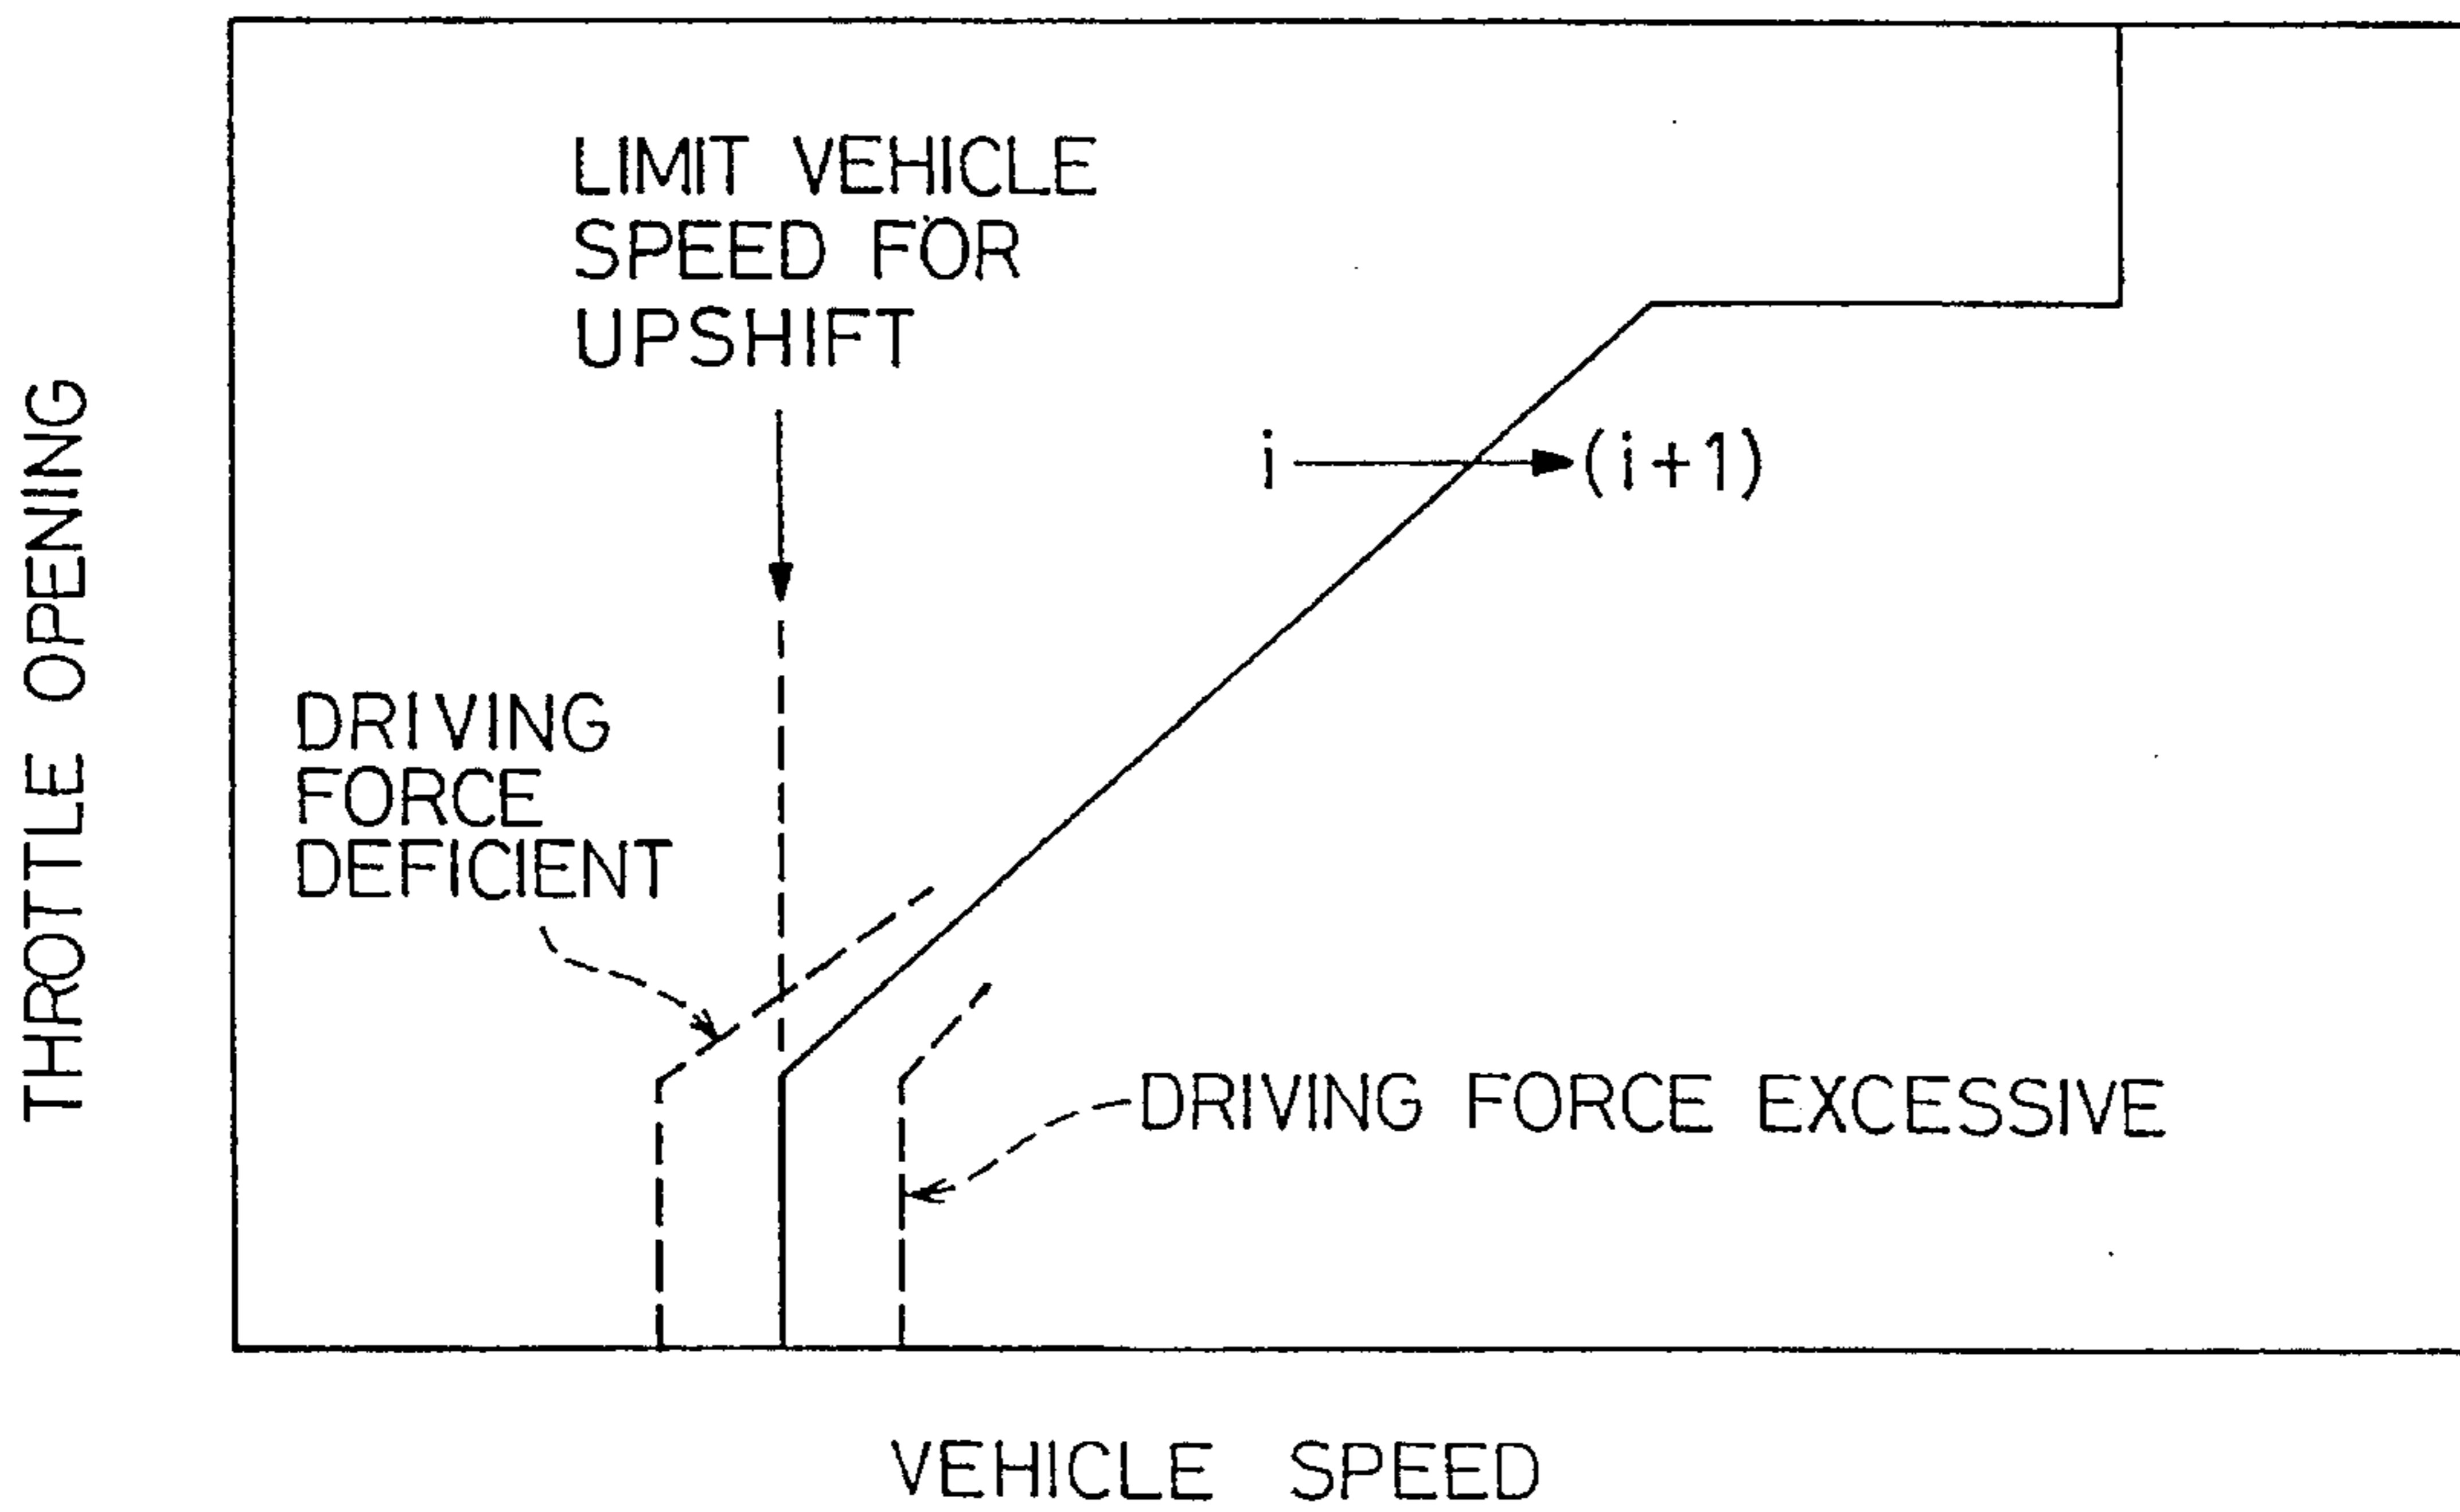 LIMIT VEHICLE
SPEED FOR
UPSHIFT
i
(i+1)
THROTTLE OPENING
DRIVING
FORCE
DEFICIENT
DRIVING FORCE EXCESSIVE
VEHICLE SPEED